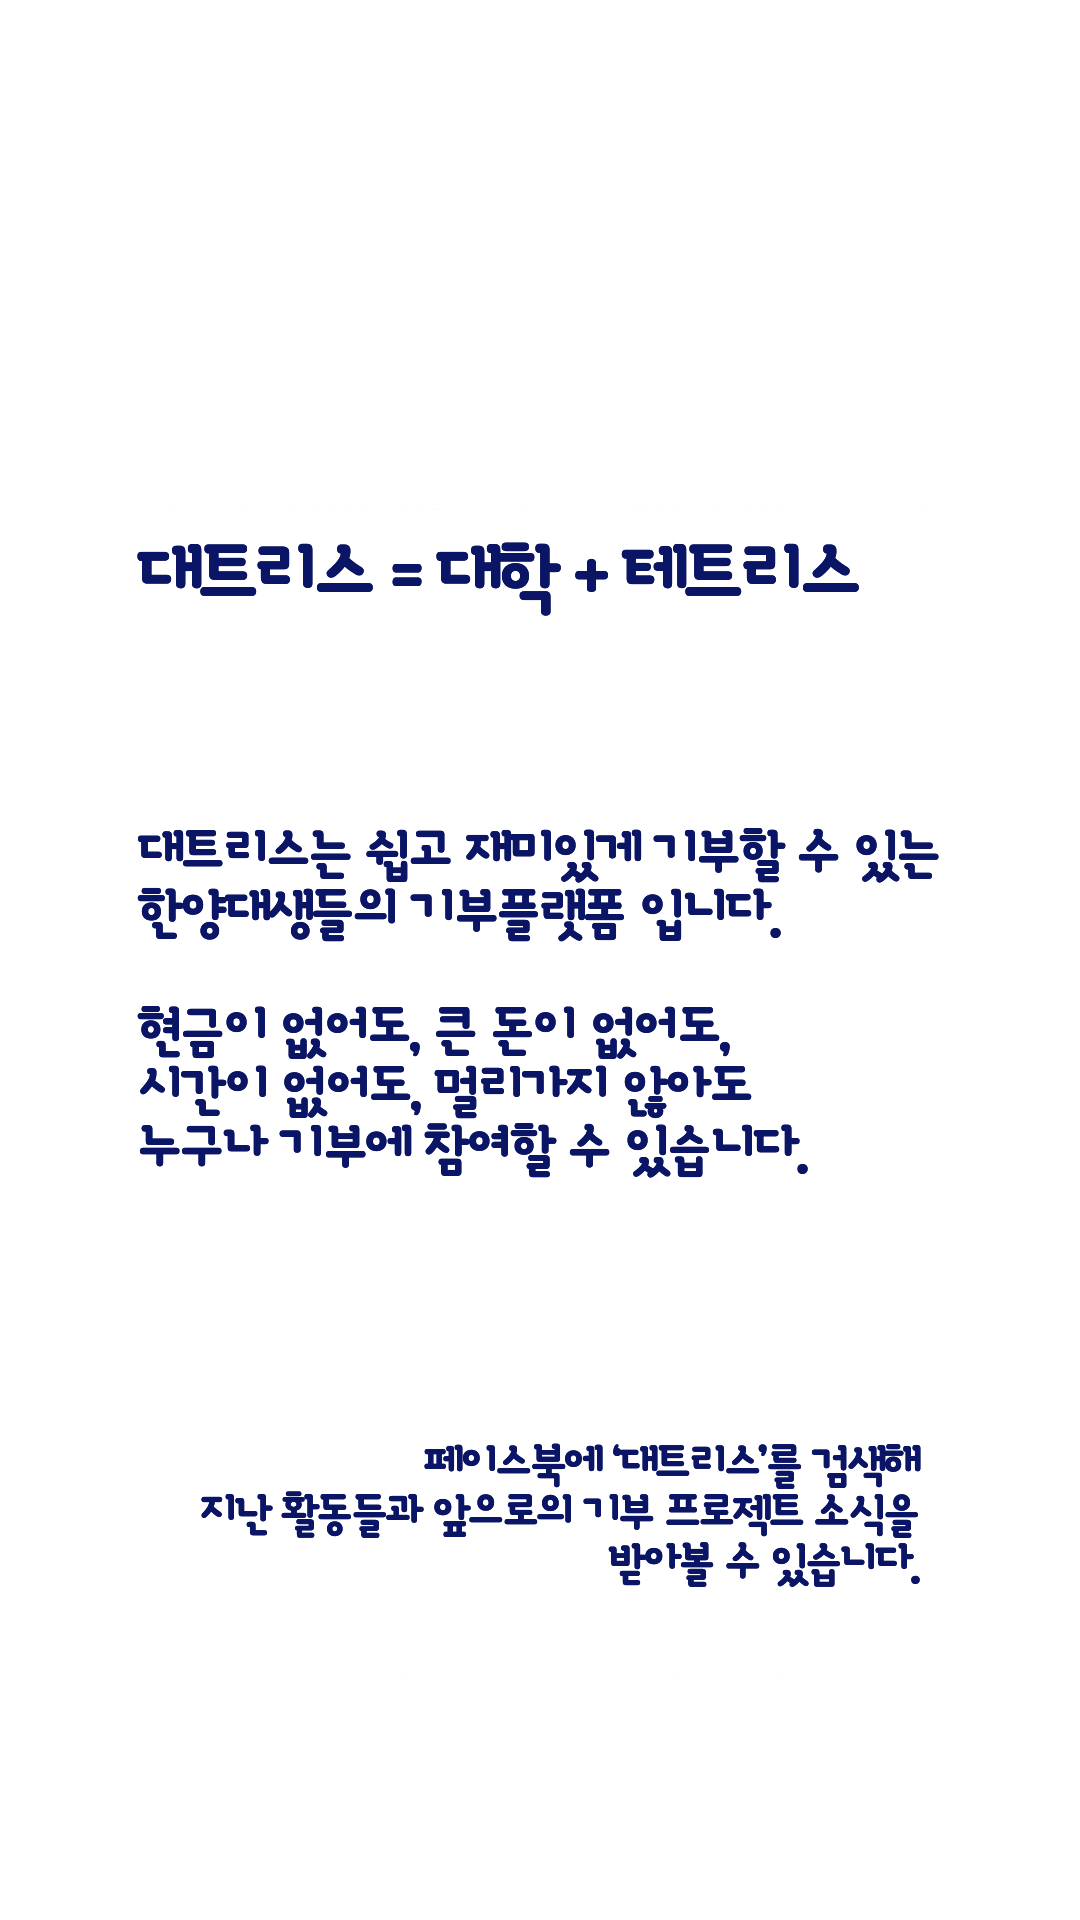 대트리스 = 대학 + 테트리스
대트리스는 쉽고 재미있게 기부할 수 있는
한양대생들의 기부플랫폼 입니다.
현금이 없어도, 큰 돈이 없어도,
시간이 없어도, 멀리가지 않아도
누구나 기부에 참여할 수 있습니다.
페이스북에 ‘대트리스’를 검색해
지난 활동들과 앞으로의 기부 프로젝트 소식을
받아볼 수 있습니다.